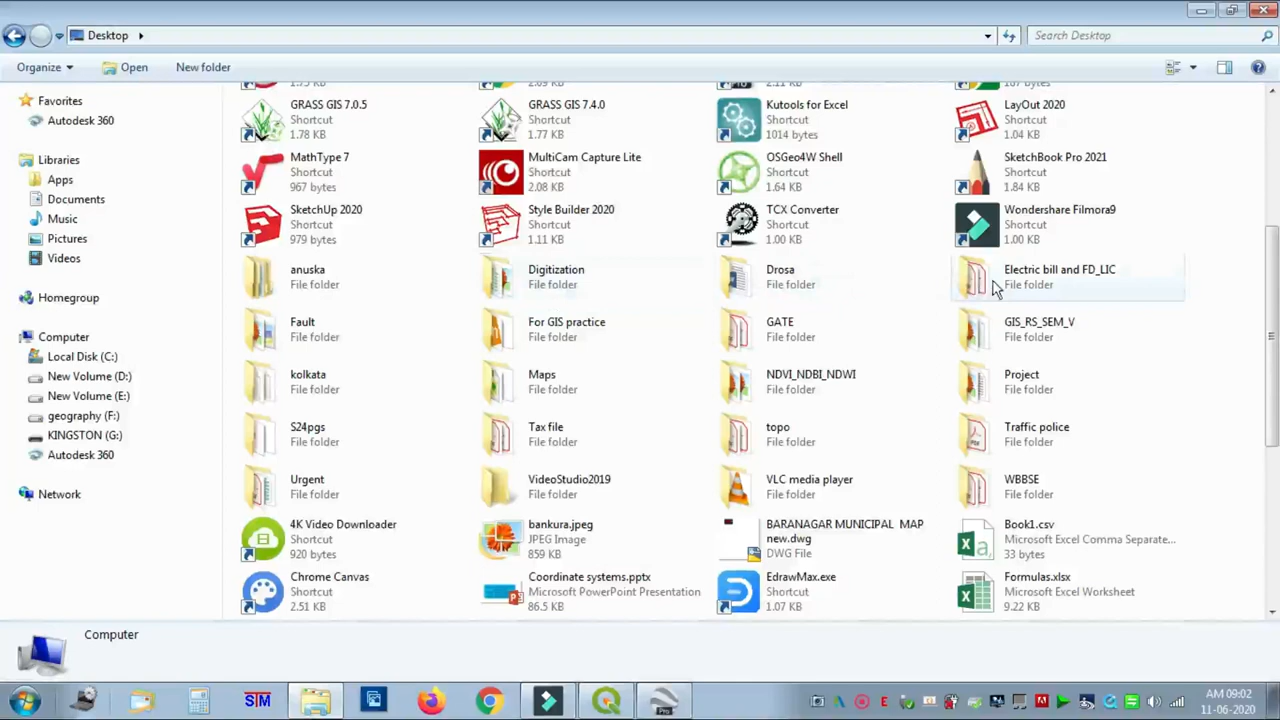 Desktop
Search Desktop
Organize Open New folder
Favorites
Autodesk 360
Libraries
Apps
Documents
Music
Pictures
Videos
Homegroup
Computer
Local Disk (C:)
New Volume (D:)
New Volume (E:)
geography (F:)
KINGSTON (G:)
Autodesk 360
Network
GRASS GIS 7.0.5
Shortcut
1.78 KB
GRASS GIS 7.4.0
Shortcut
1.77 KB
Kutools for Excel
Shortcut
1014 bytes
LayOut 2020
Shortcut
1.04 KB
MathType 7
Shortcut
967 bytes
MultiCam Capture Lite
Shortcut
2.08 KB
OSGeo4W Shell
Shortcut
1.64 KB
SketchBook Pro 2021
Shortcut
1.84 KB
SketchUp 2020
Shortcut
979 bytes
Style Builder 2020
Shortcut
1.11 KB
TCX Converter
Shortcut
1.00 KB
Wondershare Filmora9
Shortcut
1.00 KB
anuska
File folder
Digitization
File folder
Drosa
File folder
Electric bill and FD_LIC
File folder
Fault
File folder
For GIS practice
File folder
GATE
File folder
GIS_RS_SEM_V
File folder
kolkata
File folder
Maps
File folder
NDVI_NDBI_NDWI
File folder
Project
File folder
S24pgs
File folder
Tax file
File folder
topo
File folder
Traffic police
File folder
Urgent
File folder
VideoStudio2019
File folder
VLC media player
File folder
WBBSE
File folder
4K Video Downloader
Shortcut
920 bytes
bankura.jpeg
JPEG Image
859 KB
BARANAGAR MUNICIPAL MAP
new.dwg
DWG File
Book1.csv
Microsoft Excel Comma Separate...
33 bytes
Chrome Canvas
Shortcut
2.51 KB
Coordinate systems.pptx
Microsoft PowerPoint Presentation
86.5 KB
EdrawMax.exe
Shortcut
1.07 KB
Formulas.xlsx
Microsoft Excel Worksheet
9.22 KB
Computer
STM
AM 09:02
11-06-2020